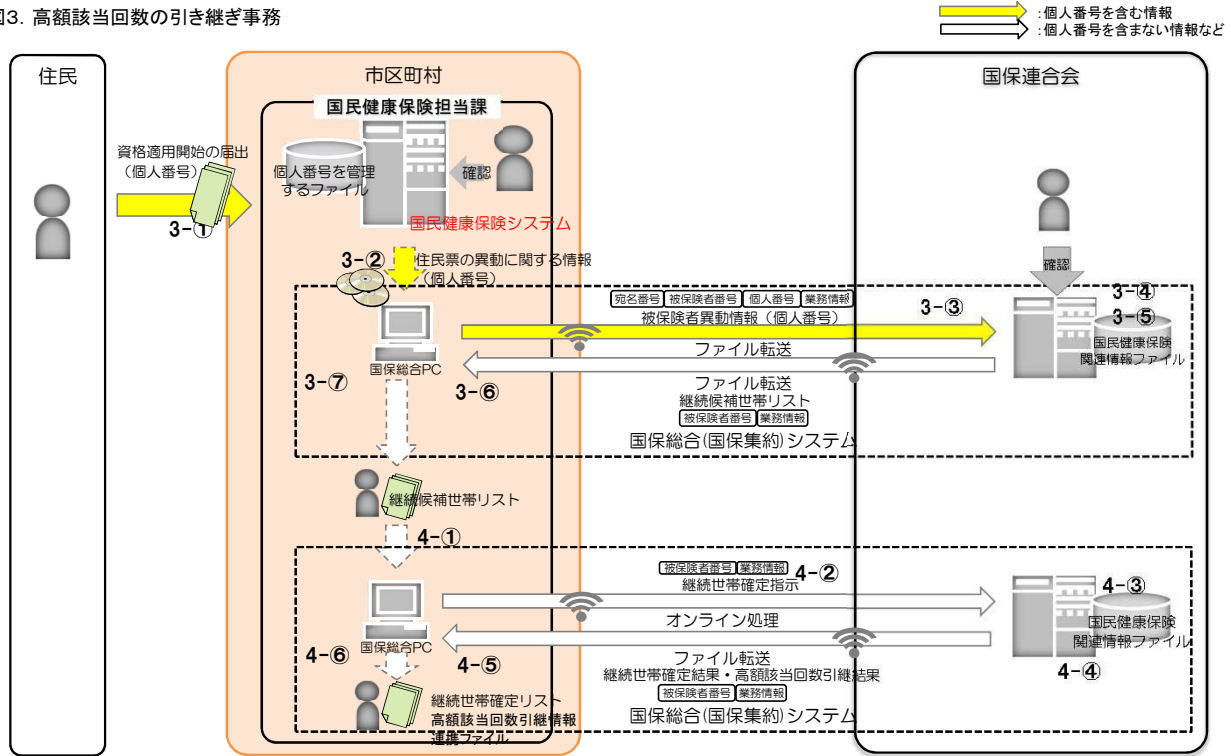 図3. 高額該当回数の引き継ぎ事務
：個人番号を含む情報
：個人番号を含まない情報など
住民
市区町村
国保連合会
国民健康保険担当課
資格適用開始の届出
（個人番号）
3-①
個人番号を管理
するファイル
確認
国民健康保険システム
3-②
住民票の異動に関する情報
（個人番号）
確認
宛名番号 被保険者番号 個人番号 業務情報
被保険者異動情報（個人番号）
3-③
3-④
3-⑤
国民健康保険
関連情報ファイル
ファイル転送
国保総合PC
3-⑦
3-⑥
ファイル転送
継続候補世帯リスト
被保険者番号 業務情報
国保総合(国保集約)システム
継続候補世帯リスト
4-①
被保険者番号 業務情報
4-②
継続世帯確定指示
4-③
オンライン処理
国民健康保険
関連情報ファイル
国保総合PC
4-⑥
4-⑤
ファイル転送
4-④
継続世帯確定結果・高額該当回数引継結果
被保険者番号 業務情報
国保総合(国保集約)システム
継続世帯確定リスト
高額該当回数引継情報
連携ファイル